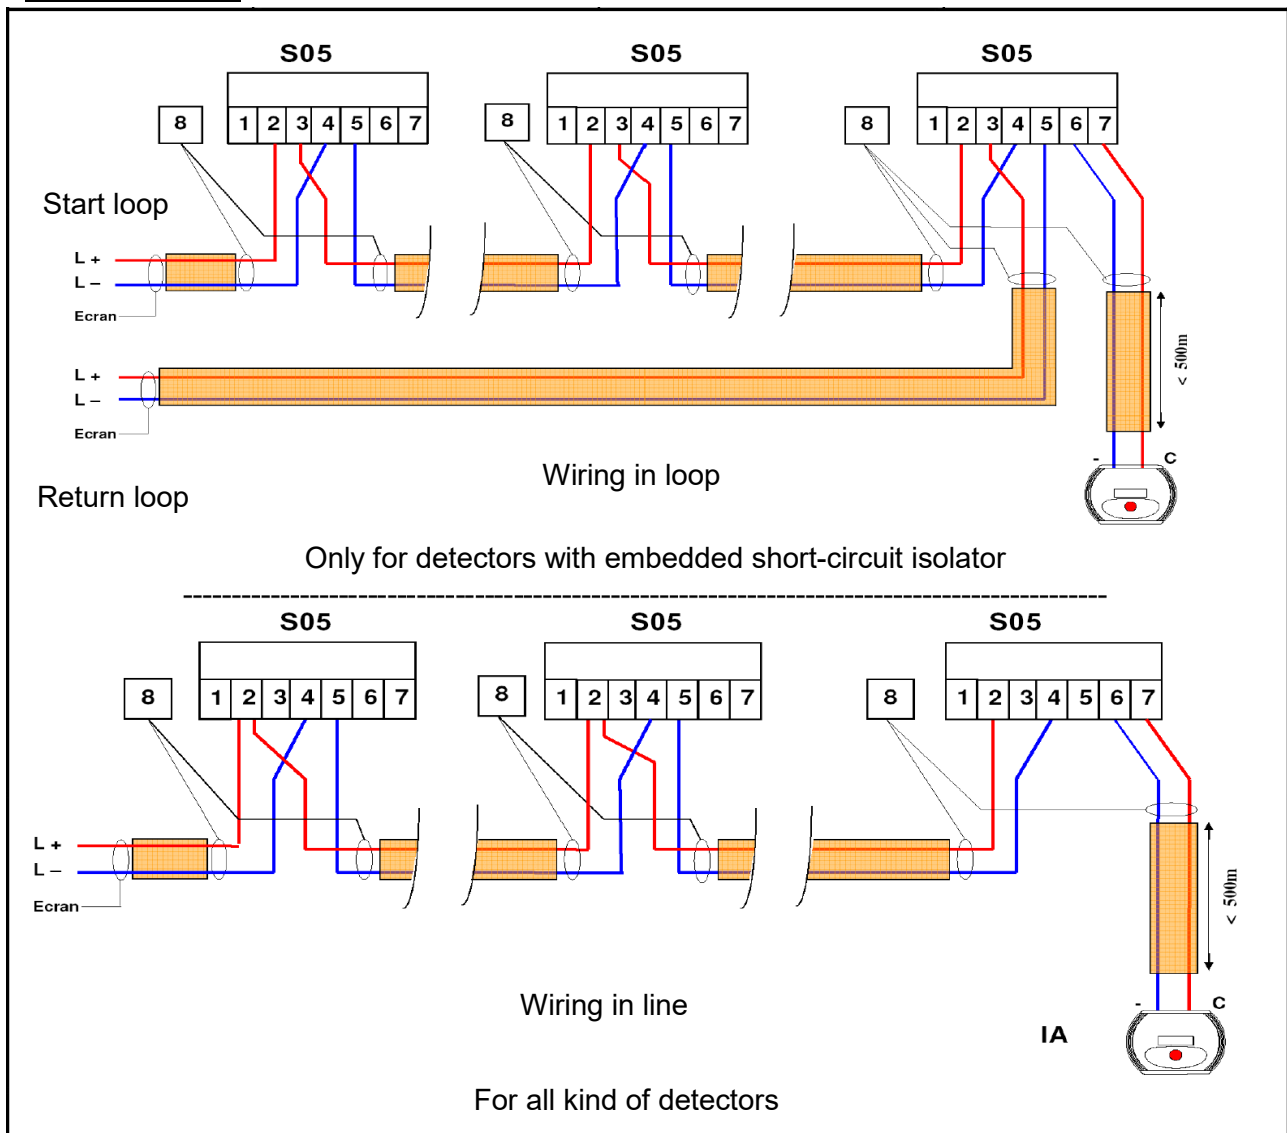 S05 S05 S05
8 1 2 3 4 5 6 7 8 1 2 3 4 5 6 7 8 1 2 3 4 5 6 7
Start loop
L +
L –
Ecran
< 500m
L +
L –
Ecran
- C
Wiring in loop
Return loop
Only for detectors with embedded short-circuit isolator
S05 S05 S05
8 1 2 3 4 5 6 7 8 1 2 3 4 5 6 7 8 1 2 3 4 5 6 7
L +
L –
Ecran
< 500m
Wiring in line
- C
IA
For all kind of detectors